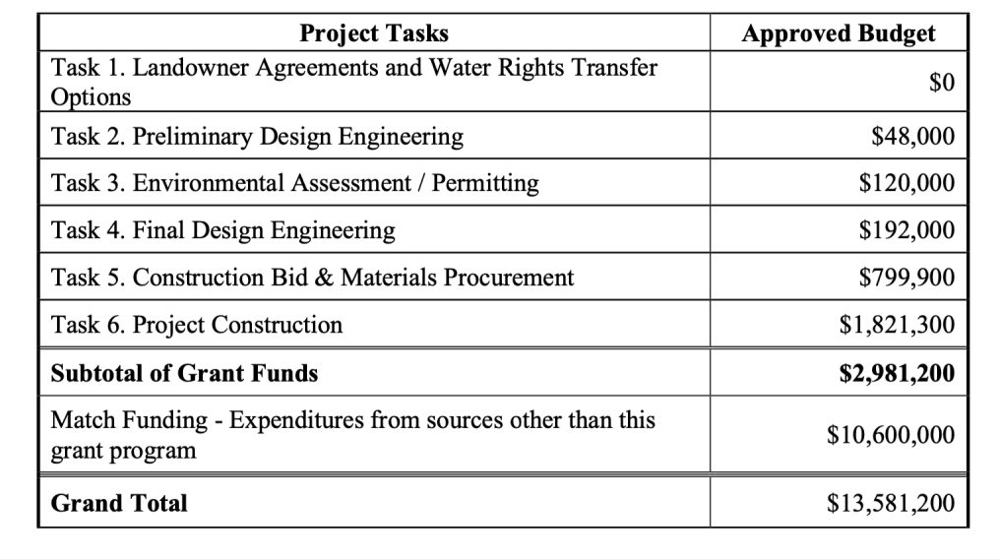 Project Tasks Approved Budget
Task 1. Landowner Agreements and Water Rights Transfer
Options $0
Task 2. Preliminary Design Engineering $48,000
Task 3. Environmental Assessment / Permitting $120,000
Task 4. Final Design Engineering $192,000
Task 5. Construction Bid & Materials Procurement $799,900
Task 6. Project Construction $1,821,300
Subtotal of Grant Funds $2,981,200
Match Funding - Expenditures from sources other than this
grant program $10,600,000
Grand Total $13,581,200